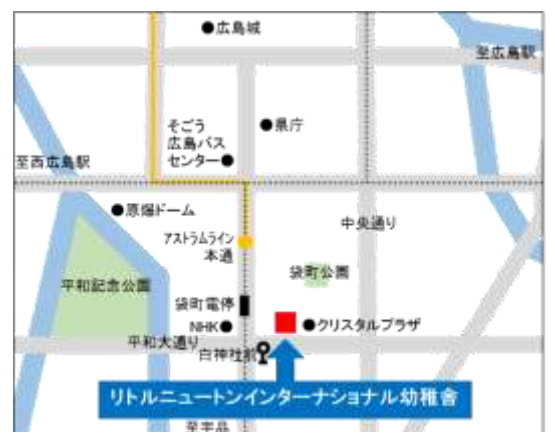 ●広島城
至広島駅
そごう
広島バス
センター●
●県庁
至西広島駅
●原爆ドーム
中央通り
アストラムライン
本通
袋町公園
平和記念公園
袋町電停
NHK●
●クリスタルプラザ
平和大通り
白神社前
リトルニュートンインターナショナル幼稚舎
至宇品